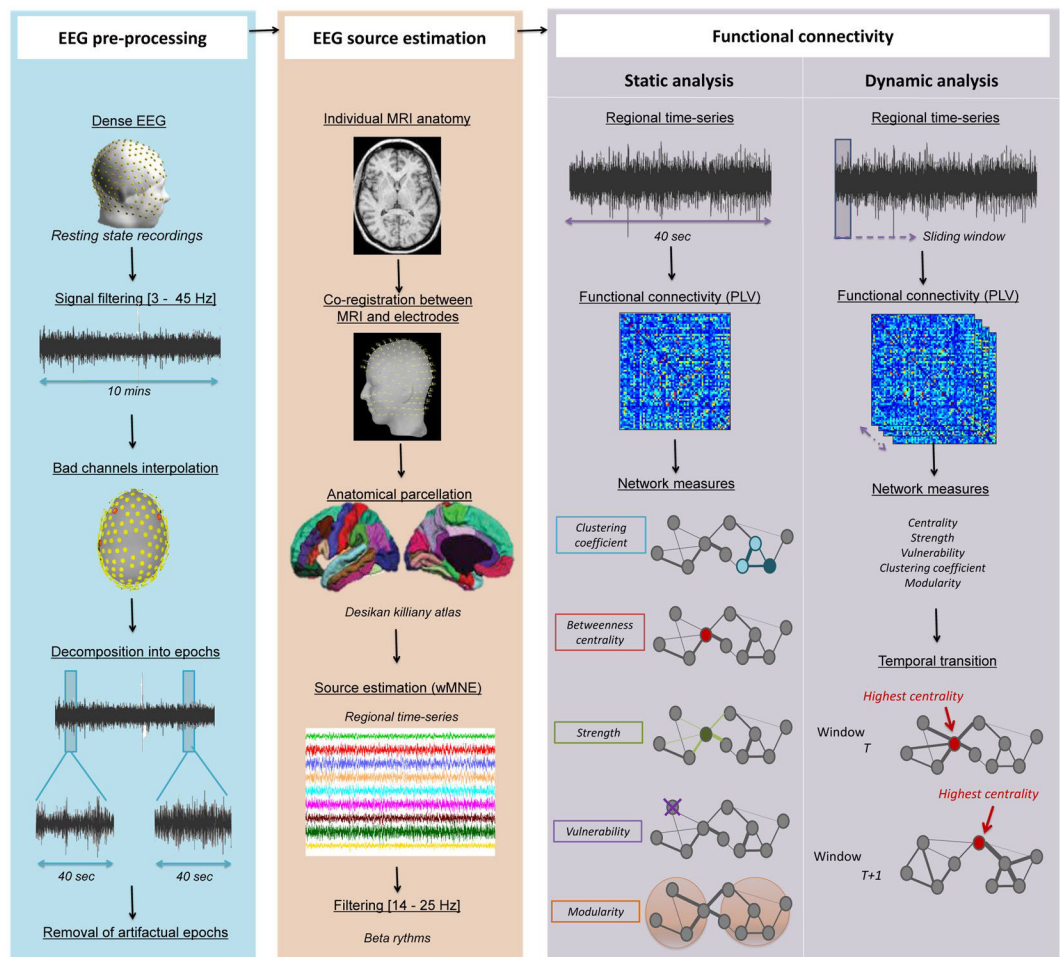 EEG pre-processing
Dense EEG
Resting state recordings
Signal filtering [3 - 45 Hz]
10 mins
Bad channels interpolation
Decomposition into epochs
40 sec
40 sec
Removal of artifactual epochs
EEG source estimation
Individual MRI anatomy
Co-registration between
MRI and electrodes
Anatomical parcellation
Desikan killiany atlas
Source estimation (wMNE)
Regional time-series
Filtering [14 - 25 Hz]
Beta rythms
Functional connectivity
Static analysis
Regional time-series
40 sec
Functional connectivity (PLV)
Network measures
Clustering
coefficient
Betweenness
centrality
Strength
Vulnerability
Modularity
Dynamic analysis
Regional time-series
Sliding window
Functional connectivity (PLV)
Network measures
Centrality
Strength
Vulnerability
Clustering coefficient
Modularity
Temporal transition
Highest centrality
Window
T
Highest centrality
Window
T+1